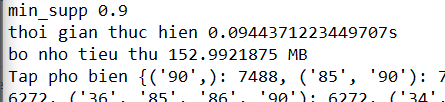 min_supp 0.9
thoi gian thuc hien 0.0944371223449707s
bo nho tieu thu 152.9921875 MB
Tap pho bien {('90',): 7488, ('85', '90'): 7
6272, ('36', '85', '86', '90'): 6272, ('34',